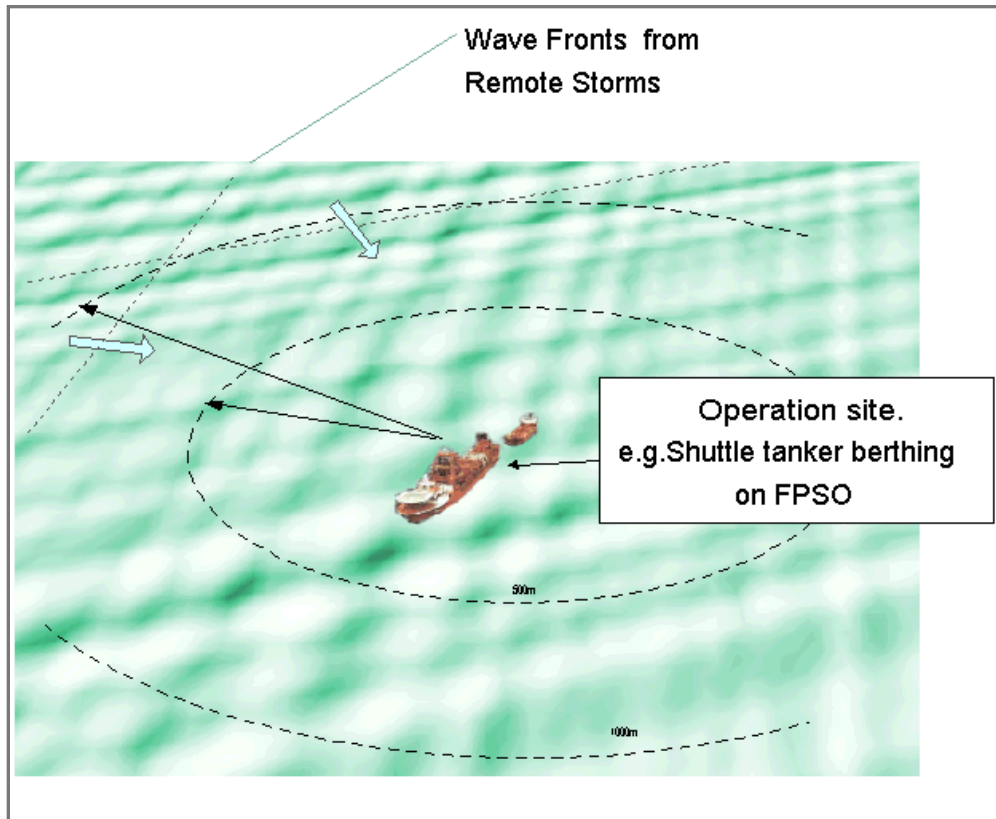 Wave Fronts from
Remote Storms
Operation site.
e.g.Shuttle tanker berthing
on FPSO
500m
1000m